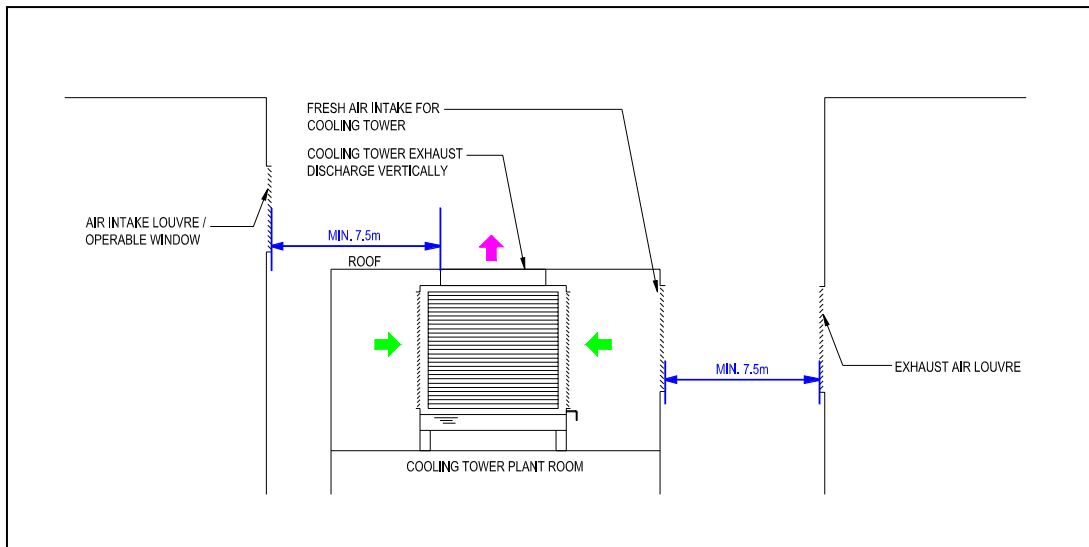 FRESH AIR INTAKE FOR
COOLING TOWER
COOLING TOWER EXHAUST
DISCHARGE VERTICALLY
AIR INTAKE LOUVRE /
OPERABLE WINDOW
MIN. 7.5m
ROOF
MIN. 7.5m
EXHAUST AIR LOUVRE
COOLING TOWER PLANT ROOM